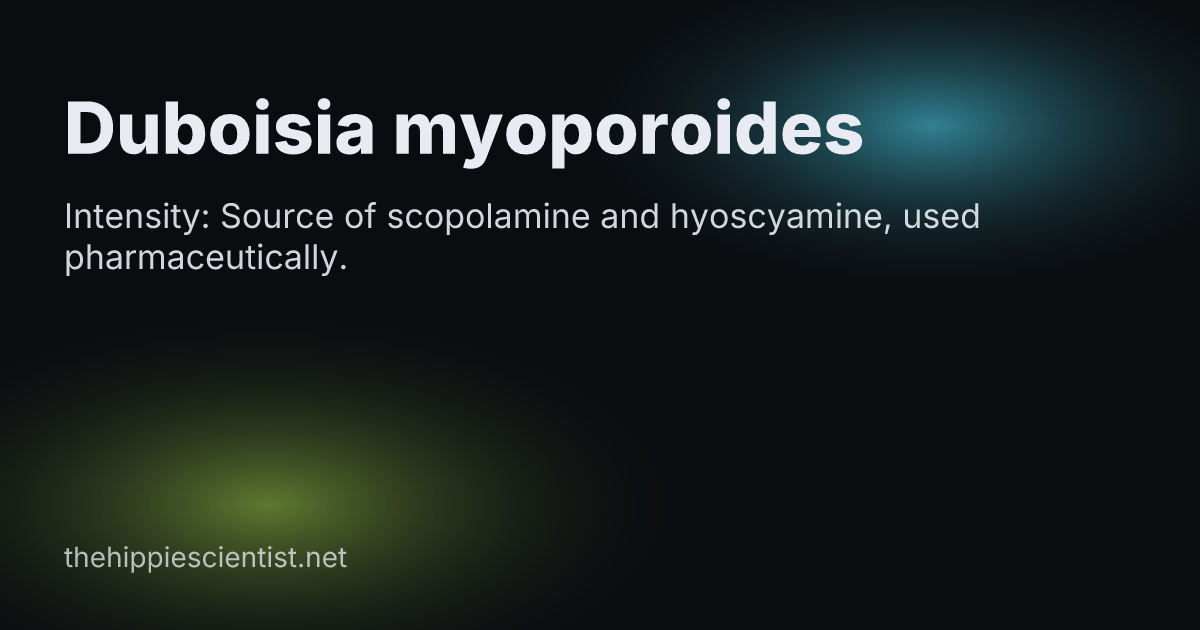 Duboisia myoporoides
Intensity: Source of scopolamine and hyoscyamine, used
pharmaceutically.
thehippiescientist.net